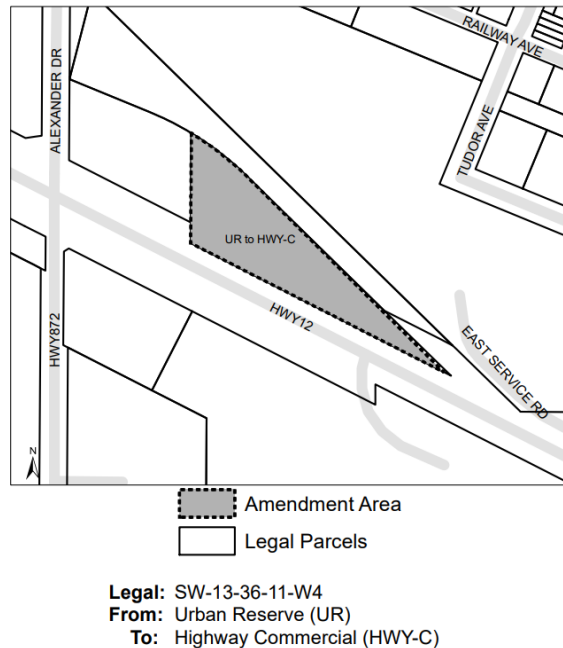 RAILWAY AVE
ALEXANDER DR
TUDOR AVE
UR to HWY-C
HWY12
EAST SERVICE RD
HWY872
N
Amendment Area
Legal Parcels
Legal: SW-13-36-11-W4
From: Urban Reserve (UR)
To: Highway Commercial (HWY-C)